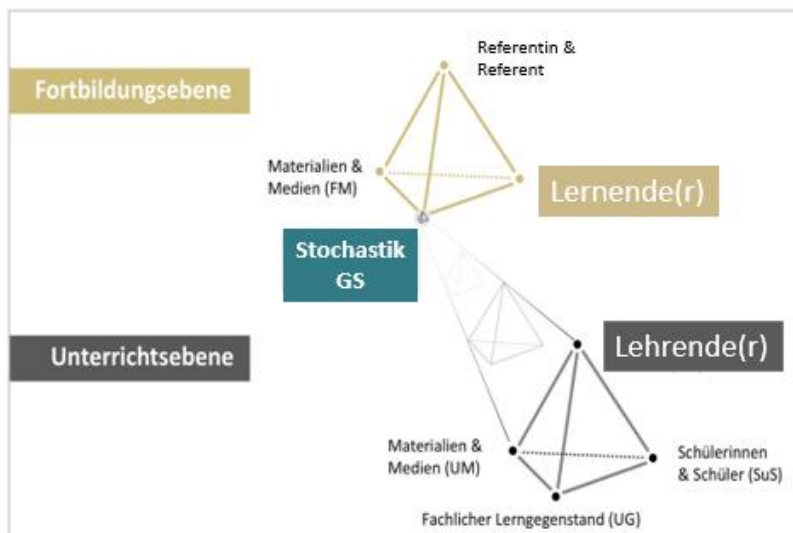 Referentin &
Referent
Fortbildungsebene
Materialien &
Medien (FM)
Lernende(r)
Stochastik
GS
Unterrichtsebene
Lehrende(r)
Materialien &
Medien (UM)
Schülerinnen
& Schüler (SuS)
Fachlicher Lerngegenstand (UG)